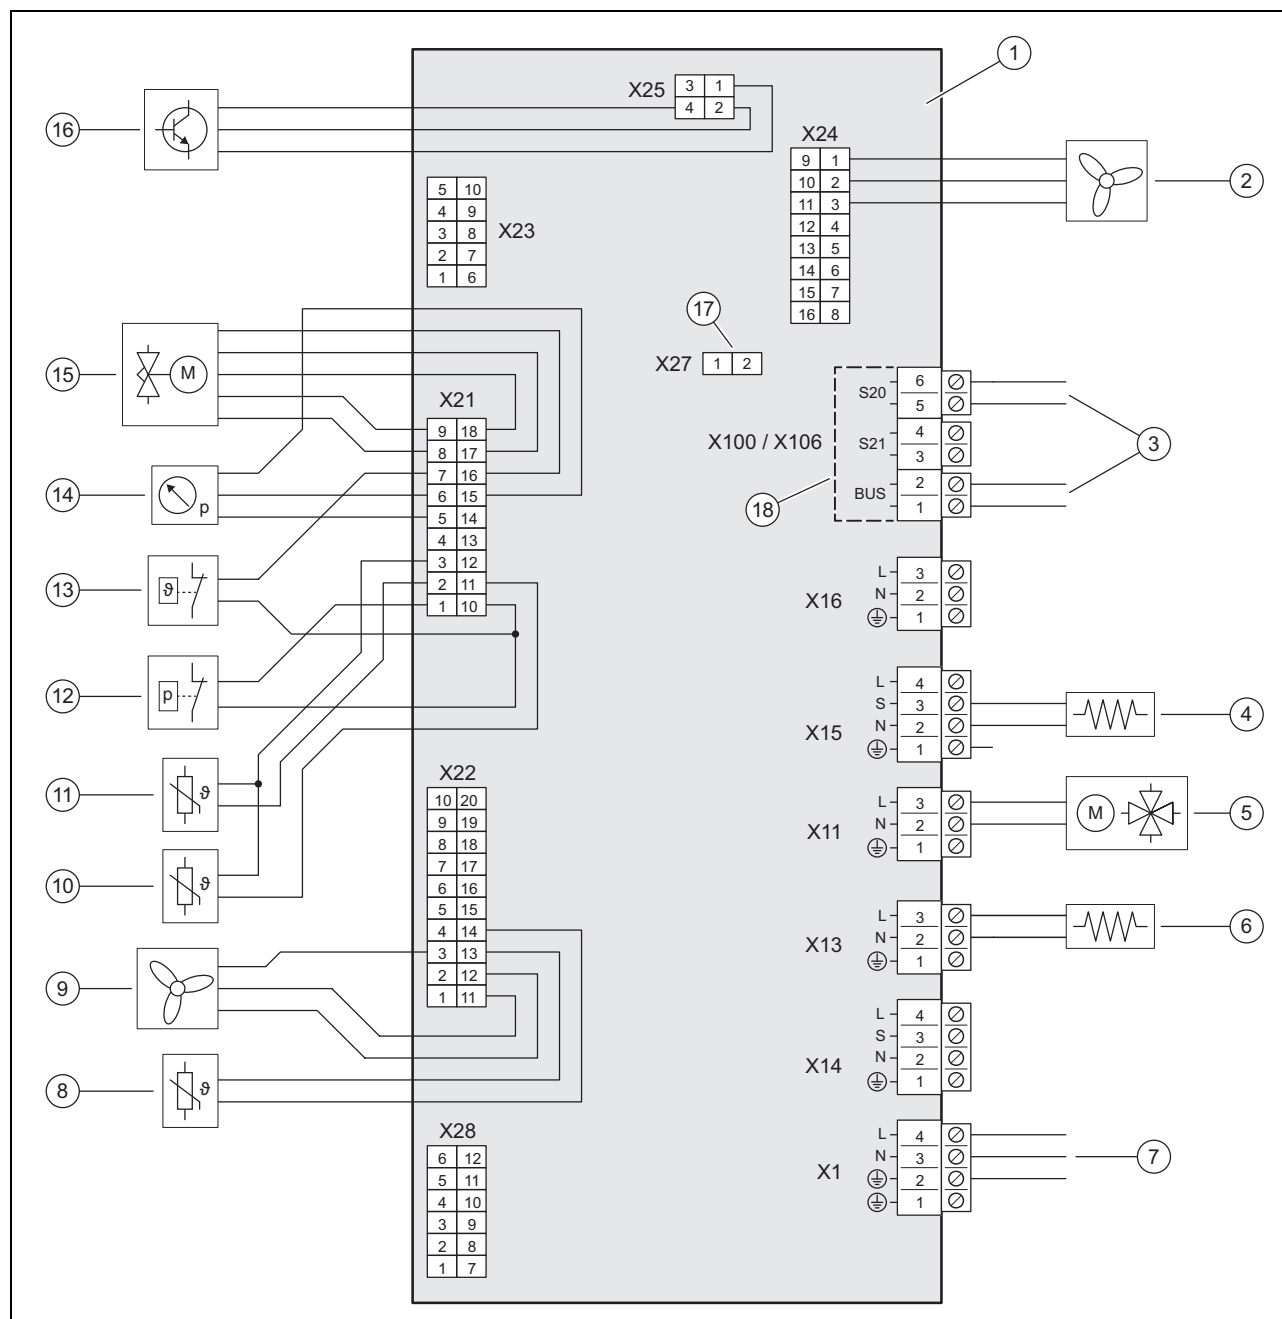 1
X25
3 1
4 2
16
X24
9 1
10 2
11 3
12 4
13 5
14 6
15 7
16 8
2
5 10
4 9
3 8
2 7
1 6
X23
17
X27
1 2
15
M
X21
9 18
8 17
7 16
6 15
5 14
4 13
3 12
2 11
1 10
S20
6
5
X100 / X106
S21
4
3
BUS
2
1
3
18
14
p
13
ϑ
X16
L 3
N 2
1
12
p
X15
L 4
S 3
N 2
1
4
11
ϑ
X22
10 20
9 19
8 18
7 17
6 16
5 15
4 14
3 13
2 12
1 11
X11
L 3
N 2
1
M
5
10
ϑ
X13
L 3
N 2
1
6
9
X14
L 4
S 3
N 2
1
8
ϑ
X28
6 12
5 11
4 10
3 9
2 8
1 7
X1
L 4
N 3
2
1
7